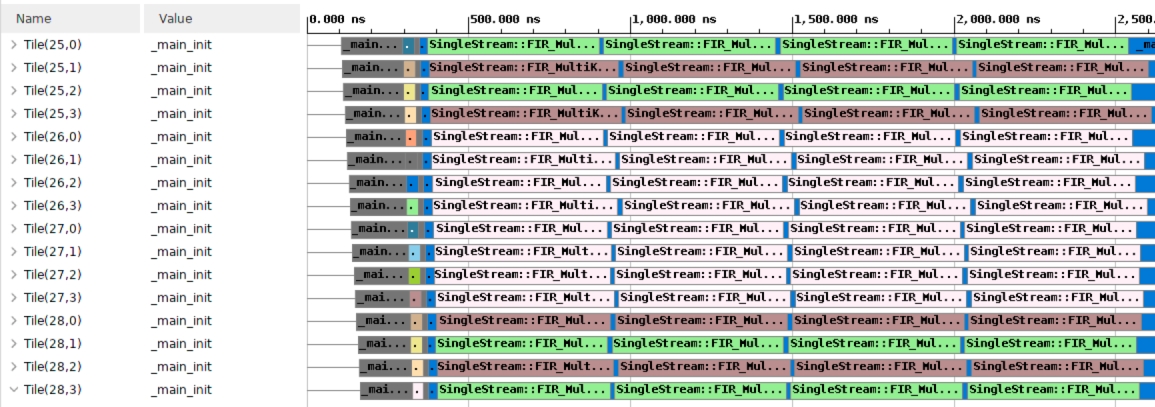 Name Value 0.000 ns 500.000 ns 1,000.000 ns 1,500.000 ns 2,000.000 ns 2,500.
Tile(25,0) _main_init _main... SingleStream::FIR_Mul... SingleStream::FIR_Mul... SingleStream::FIR_Mul... SingleStream::FIR_Mul... _ma
Tile(25,1) _main_init _main... SingleStream::FIR_MultiK... SingleStream::FIR_Mul... SingleStream::FIR_Mul... SingleStream::FIR_Mul...
Tile(25,2) _main_init _main... SingleStream::FIR_Mul... SingleStream::FIR_Mul... SingleStream::FIR_Mul... SingleStream::FIR_Mul...
Tile(25,3) _main_init _main... SingleStream::FIR_MultiK... SingleStream::FIR_Mul... SingleStream::FIR_Mul... SingleStream::FIR_Mul...
Tile(26,0) _main_init _main... SingleStream::FIR_Mul... SingleStream::FIR_Mul... SingleStream::FIR_Mul... SingleStream::FIR_Mul...
Tile(26,1) _main_init _main... SingleStream::FIR_Multi... SingleStream::FIR_Mul... SingleStream::FIR_Mul... SingleStream::FIR_Mul...
Tile(26,2) _main_init _main... SingleStream::FIR_Mul... SingleStream::FIR_Mul... SingleStream::FIR_Mul... SingleStream::FIR_Mul...
Tile(26,3) _main_init _main... SingleStream::FIR_Multi... SingleStream::FIR_Mul... SingleStream::FIR_Mul... SingleStream::FIR_Mul...
Tile(27,0) _main_init _main... SingleStream::FIR_Mul... SingleStream::FIR_Mul... SingleStream::FIR_Mul... SingleStream::FIR_Mul...
Tile(27,1) _main_init _main... SingleStream::FIR_Mult... SingleStream::FIR_Mul... SingleStream::FIR_Mul... SingleStream::FIR_Mul...
Tile(27,2) _main_init _mai... SingleStream::FIR_Mult... SingleStream::FIR_Mul... SingleStream::FIR_Mul... SingleStream::FIR_Mul...
Tile(27,3) _main_init _mai... SingleStream::FIR_Mult... SingleStream::FIR_Mul... SingleStream::FIR_Mul... SingleStream::FIR_Mul...
Tile(28,0) _main_init _mai... SingleStream::FIR_Mul... SingleStream::FIR_Mul... SingleStream::FIR_Mul... SingleStream::FIR_Mul...
Tile(28,1) _main_init _mai... SingleStream::FIR_Mul... SingleStream::FIR_Mul... SingleStream::FIR_Mul... SingleStream::FIR_Mul...
Tile(28,2) _main_init _mai... SingleStream::FIR_Mult... SingleStream::FIR_Mul... SingleStream::FIR_Mul... SingleStream::FIR_Mul...
Tile(28,3) _main_init _mai... SingleStream::FIR_Mul... SingleStream::FIR_Mul... SingleStream::FIR_Mul... SingleStream::FIR_Mul...